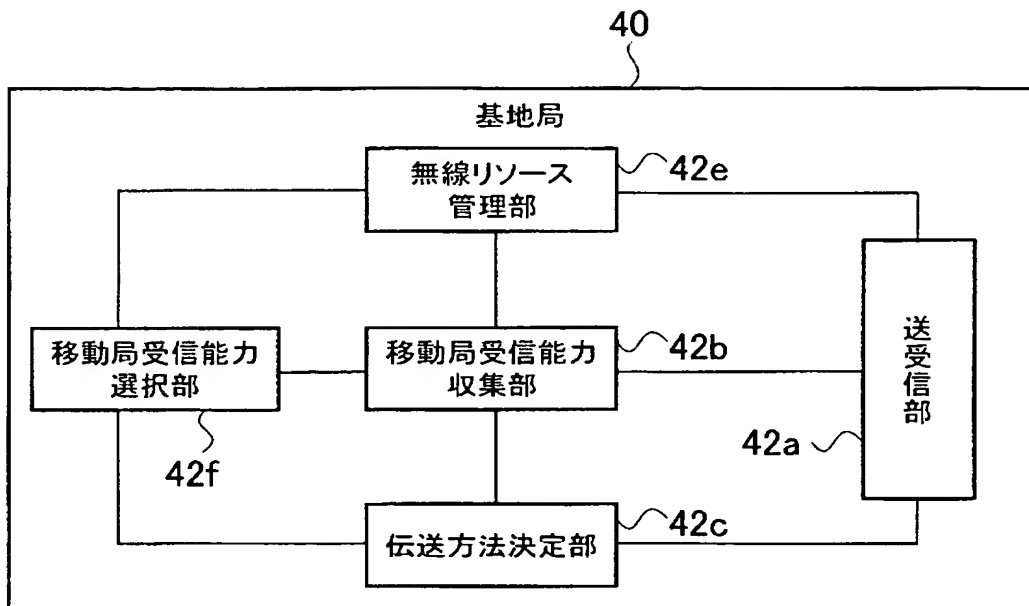 40
基地局
無線リソース
管理部
42e
移動局受信能力
選択部
42f
移動局受信能力
収集部
42b
送受信部
42a
伝送方法決定部
42c